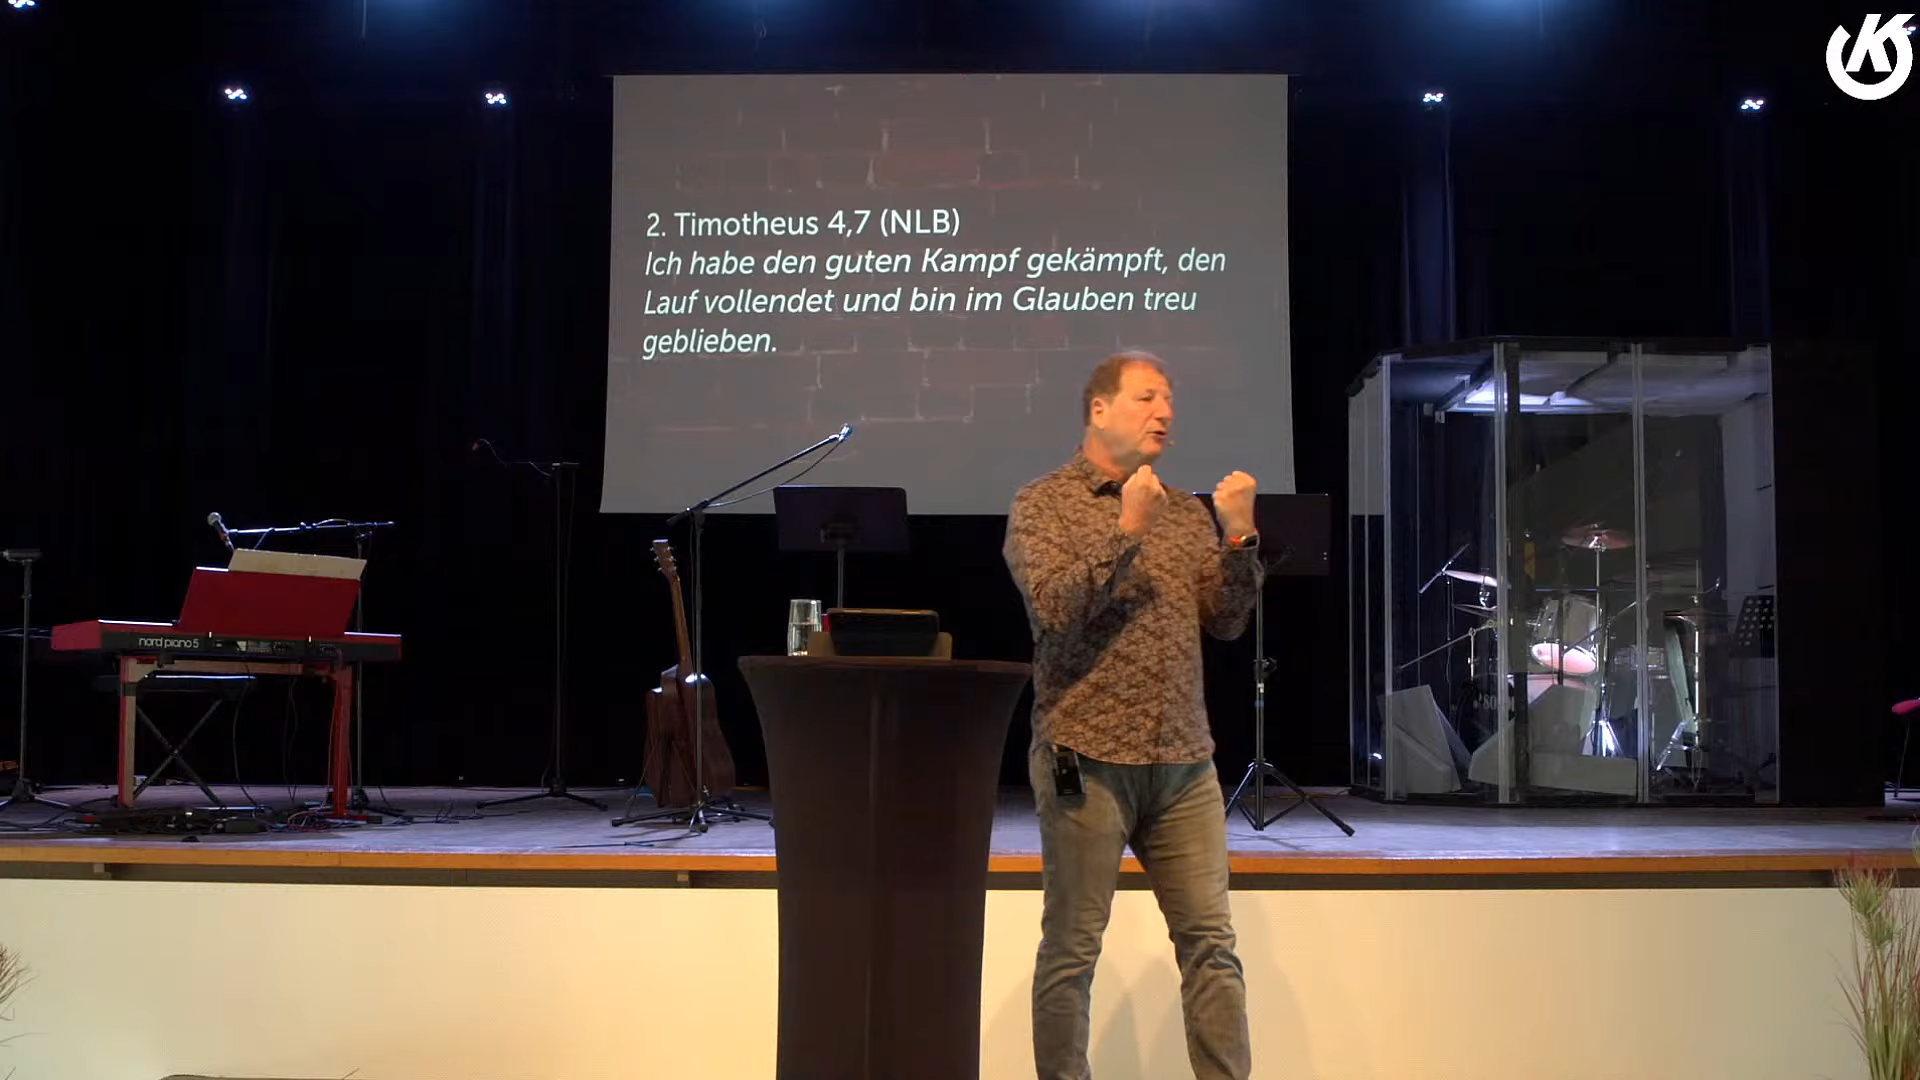 2. Timotheus 4,7 (NLB)
Ich habe den guten Kampf gekämpft, den
Lauf vollendet und bin im Glauben treu
geblieben.
nord piano 5
K